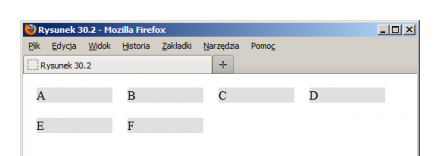 Rysunek 30.2 - Mozilla Firefox
Plik Edycja Widok Historia Zakładki Narzędzia Pomoc
Rysunek 30.2 +
A B C D
E F